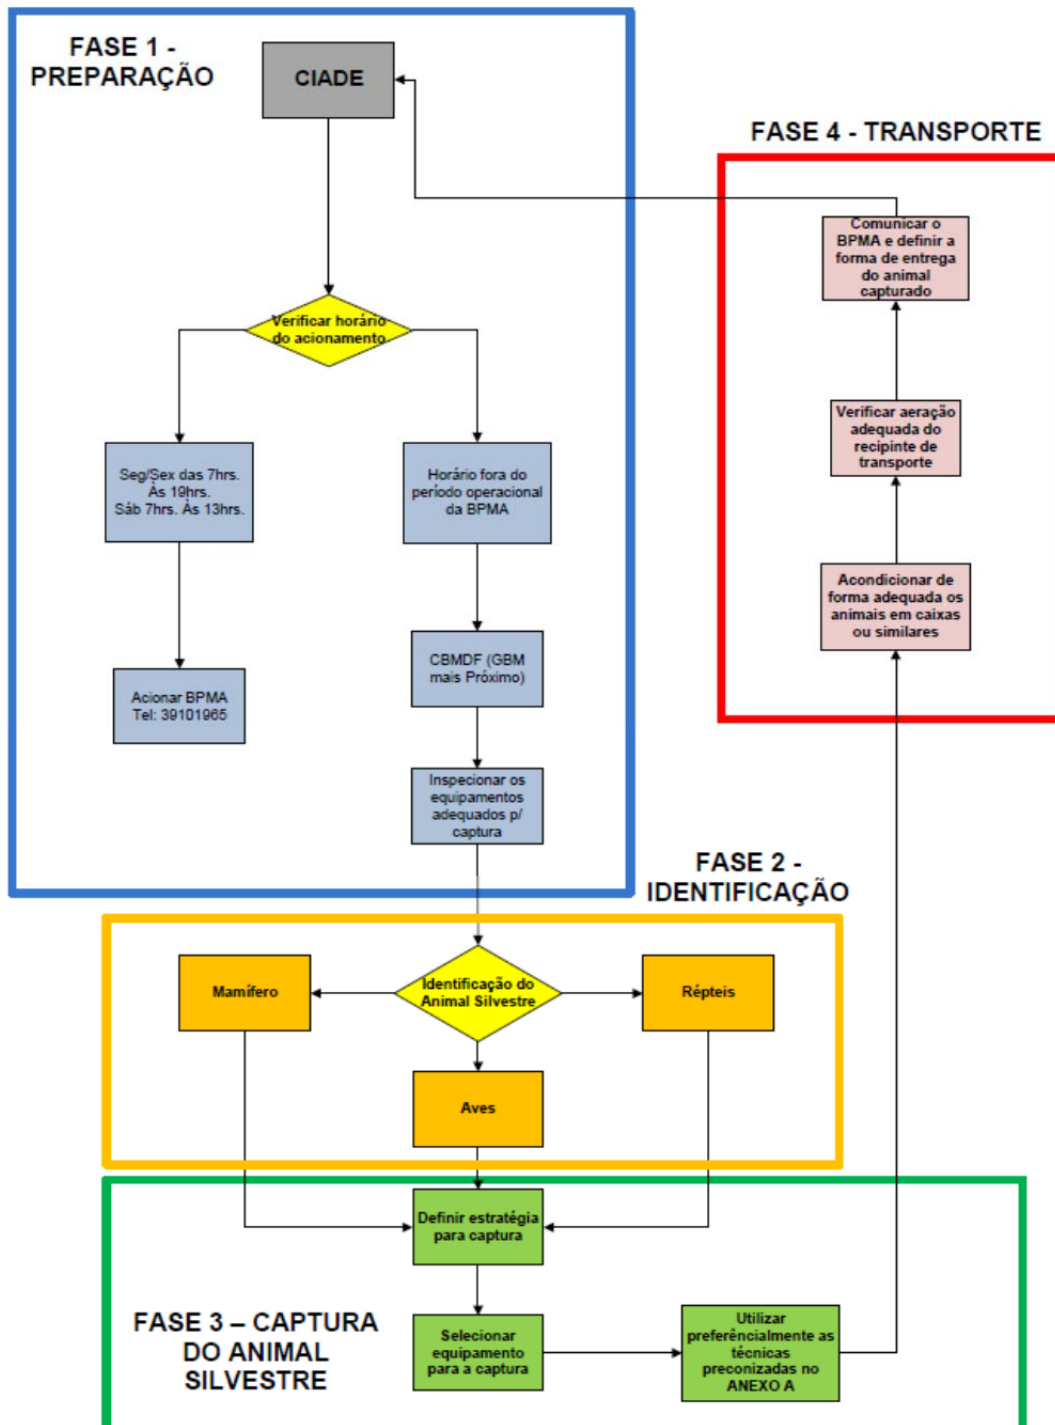 FASE 1 -
PREPARAÇÃO
CIADE
Verificar horário
do acionamento
Seg/Sex das 7hrs.
Ás 19hrs.
Sáb 7hrs. Ás 13hrs.
Horário fora do
período operacional
da BPMA
Acionar BPMA
Tel: 39101965
CBMDF (GBM
mais Próximo)
Inspecionar os
equipamentos
adequados p/
captura
FASE 2 -
IDENTIFICAÇÃO
Mamífero
Identificação do
Animal Silvestre
Répteis
Aves
FASE 3 – CAPTURA
DO ANIMAL
SILVESTRE
Definir estratégia
para captura
Selecionar
equipamento
para a captura
Utilizar
preferêncialmente as
técnicas
preconizadas no
ANEXO A
FASE 4 - TRANSPORTE
Comunicar o
BPMA e definir a
forma de entrega
do animal
capturado
Verificar aeração
adequada do
recipinte de
transporte
Acondicionar de
forma adequada os
animais em caixas
ou similares